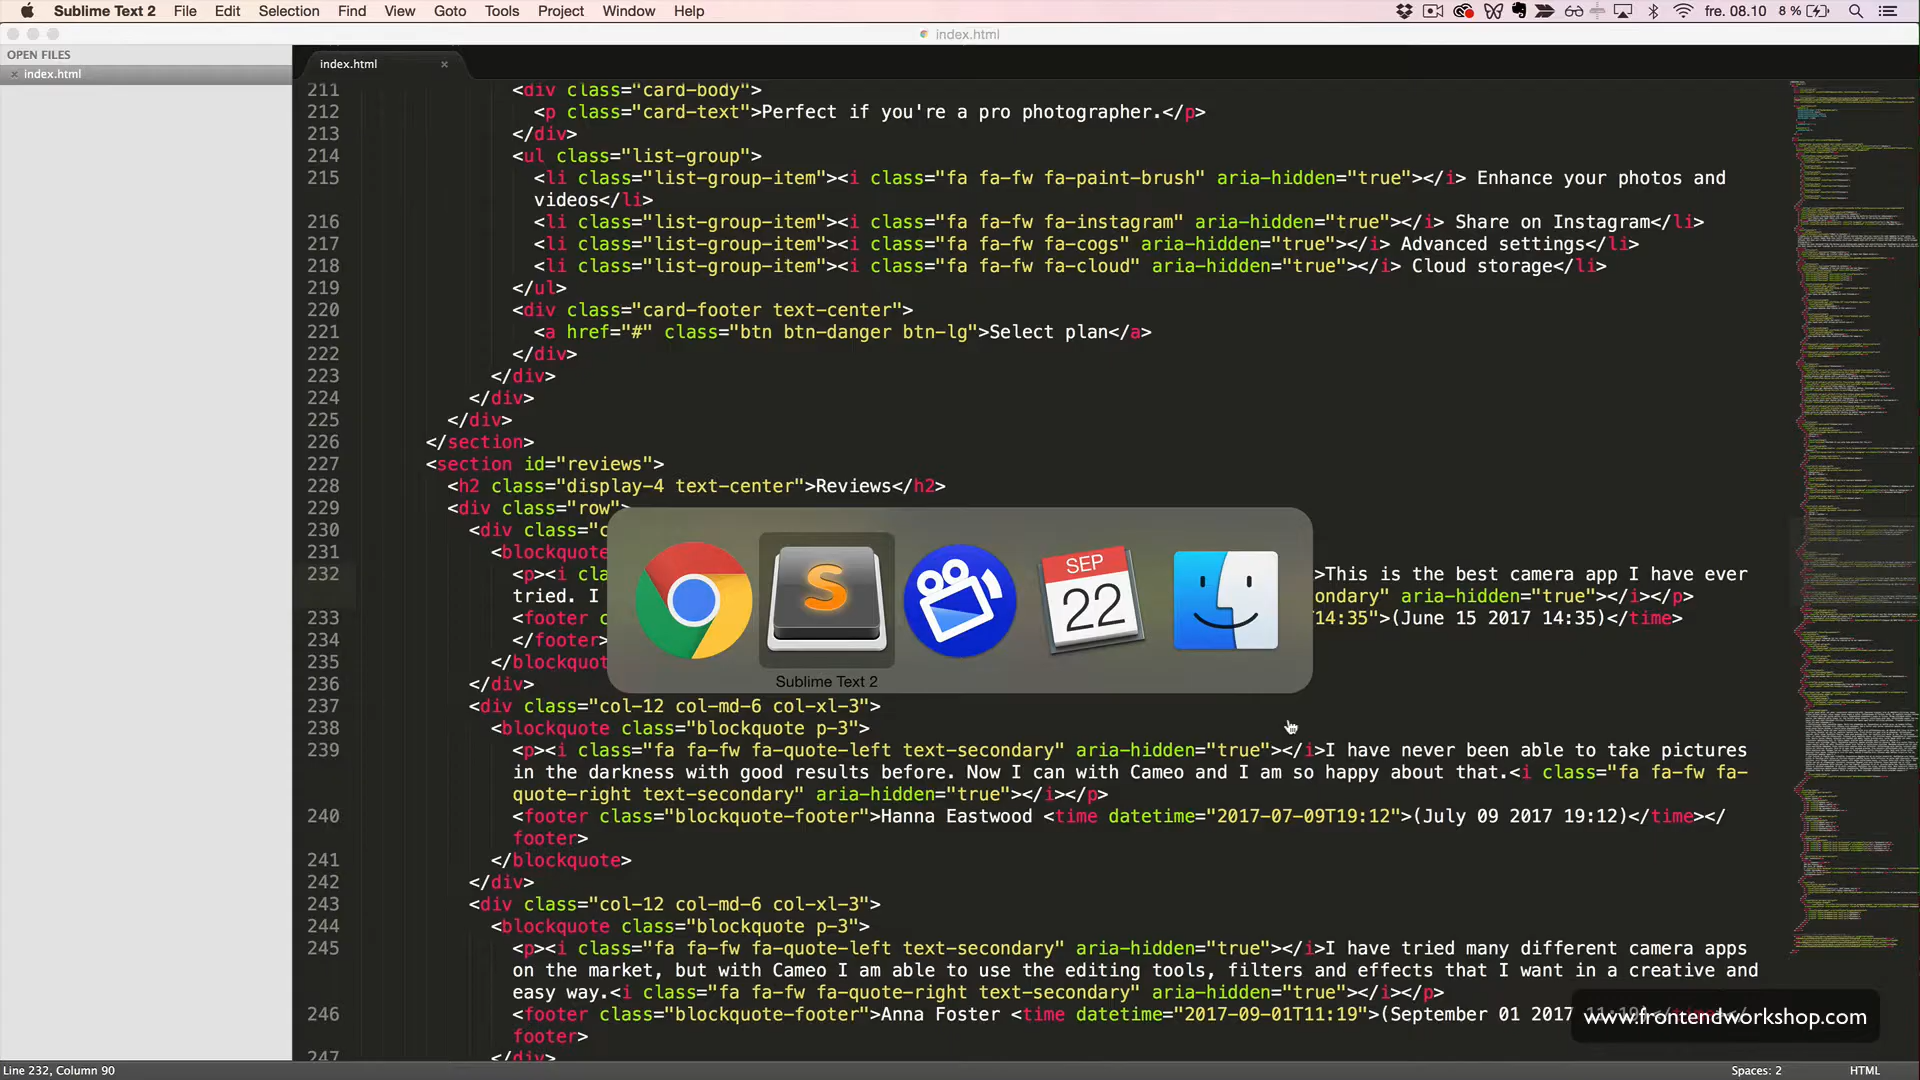 Sublime Text 2 File Edit Selection Find View Goto Tools Project Window Help fre. 08.10 8 %
index.html
OPEN FILES
index.html
index.html
211 <div class="card-body">
212 <p class="card-text">Perfect if you're a pro photographer.</p>
213 </div>
214 <ul class="list-group">
215 <li class="list-group-item"><i class="fa fa-fw fa-paint-brush" aria-hidden="true"></i> Enhance your photos and
videos</li>
216 <li class="list-group-item"><i class="fa fa-fw fa-instagram" aria-hidden="true"></i> Share on Instagram</li>
217 <li class="list-group-item"><i class="fa fa-fw fa-cogs" aria-hidden="true"></i> Advanced settings</li>
218 <li class="list-group-item"><i class="fa fa-fw fa-cloud" aria-hidden="true"></i> Cloud storage</li>
219 </ul>
220 <div class="card-footer text-center">
221 <a href="#" class="btn btn-danger btn-lg">Select plan</a>
222 </div>
223 </div>
224 </div>
225 </div>
226 </section>
227 <section id="reviews">
228 <h2 class="display-4 text-center">Reviews</h2>
229 <div class="row">
230 <div class="c
231 <blockquote
232 <p><i cla >This is the best camera app I have ever
tried. I ondary" aria-hidden="true"></i></p>
233 <footer c 14:35">(June 15 2017 14:35)</time>
234 </footer>
235 </blockquot
236 </div>
237 <div class="col-12 col-md-6 col-xl-3">
238 <blockquote class="blockquote p-3">
239 <p><i class="fa fa-fw fa-quote-left text-secondary" aria-hidden="true"></i>I have never been able to take pictures
in the darkness with good results before. Now I can with Cameo and I am so happy about that.<i class="fa fa-fw fa-
quote-right text-secondary" aria-hidden="true"></i></p>
240 <footer class="blockquote-footer">Hanna Eastwood <time datetime="2017-07-09T19:12">(July 09 2017 19:12)</time></
footer>
241 </blockquote>
242 </div>
243 <div class="col-12 col-md-6 col-xl-3">
244 <blockquote class="blockquote p-3">
245 <p><i class="fa fa-fw fa-quote-left text-secondary" aria-hidden="true"></i>I have tried many different camera apps
on the market, but with Cameo I am able to use the editing tools, filters and effects that I want in a creative and
easy way.<i class="fa fa-fw fa-quote-right text-secondary" aria-hidden="true"></i></p>
246 <footer class="blockquote-footer">Anna Foster <time datetime="2017-09-01T11:19">(September 01 2017
footer>
247 </div>
S
SEP
22
Sublime Text 2
www.frontendworkshop.com
Line 232, Column 90 Spaces: 2 HTML